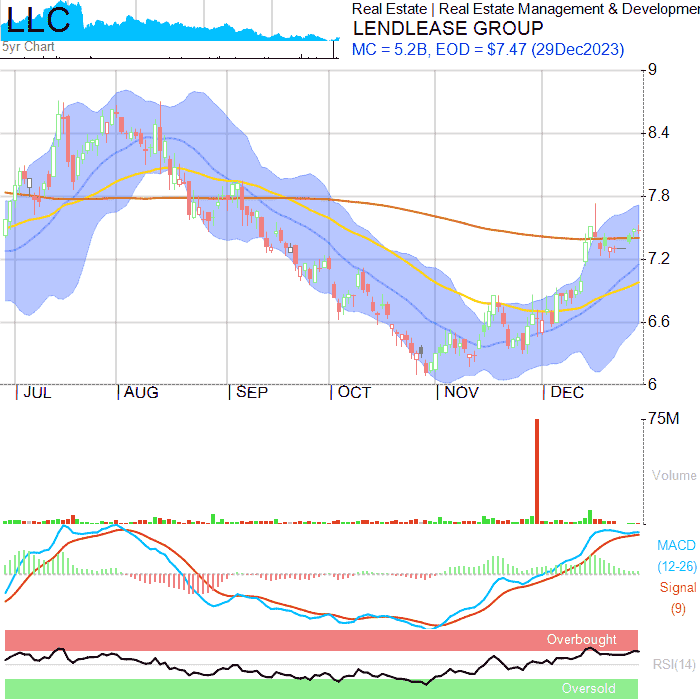 LLC
5yr Chart
Real Estate | Real Estate Management & Developmen
LENDLEASE GROUP
MC = 5.2B, EOD = $7.47 (29Dec2023)
9
8.4
7.8
7.2
6.6
6
JUL AUG SEP OCT NOV DEC
75M
Volume
MACD
(12-26)
Signal
(9)
Overbought
RSI(14)
Oversold